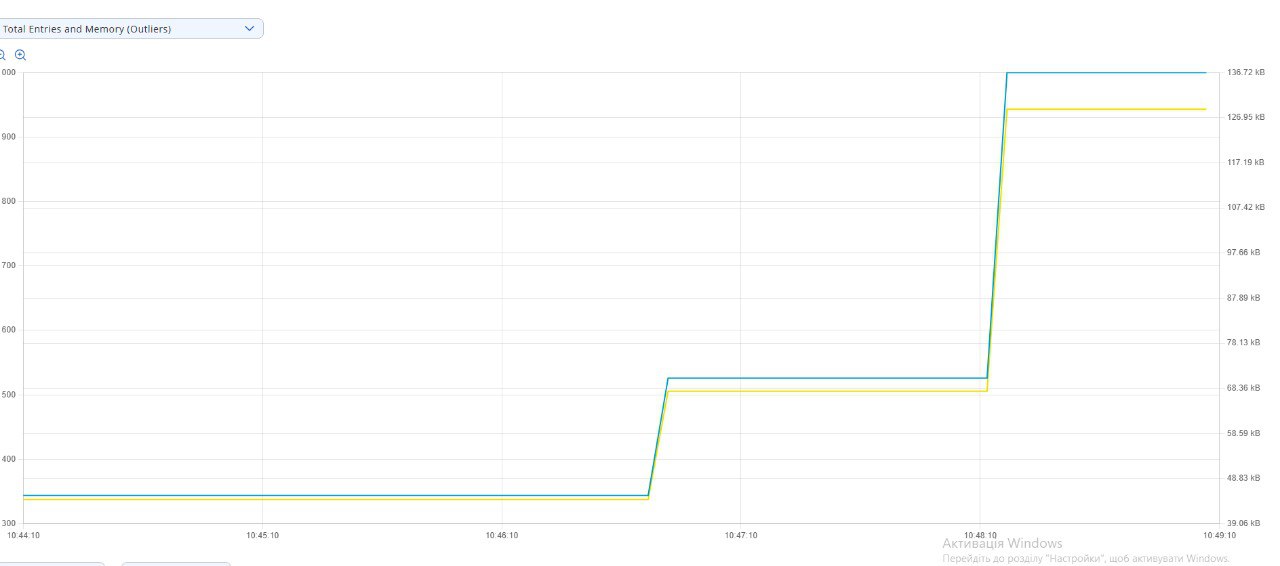 Total Entries and Memory (Outliers)
000
136.72 kB
126.95 kB
900
117.19 kB
800
107.42 kB
97.66 kB
700
87.89 kB
600
78.13 kB
68.36 kB
500
58.59 kB
400
48.83 kB
300
39.06 kB
10:44:10
10:45:10
10:46:10
10:47:10
10:48:10
10:49:10
Активація Windows
Перейдіть до розділу "Настройки", щоб активувати Windows.